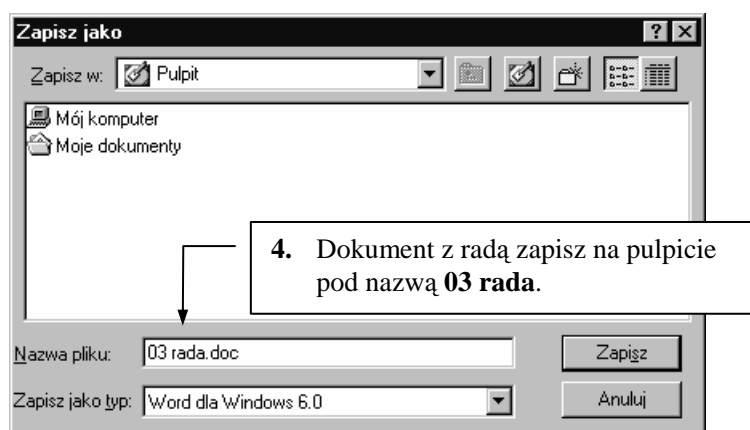 Zapisz jako
Zapisz w: Pulpit
Mój komputer
Moje dokumenty
4. Dokument z radą zapisz na pulpicie
pod nazwą 03 rada.
Nazwa pliku: 03 rada.doc Zapisz
Zapisz jako typ: Word dla Windows 6.0 Anuluj